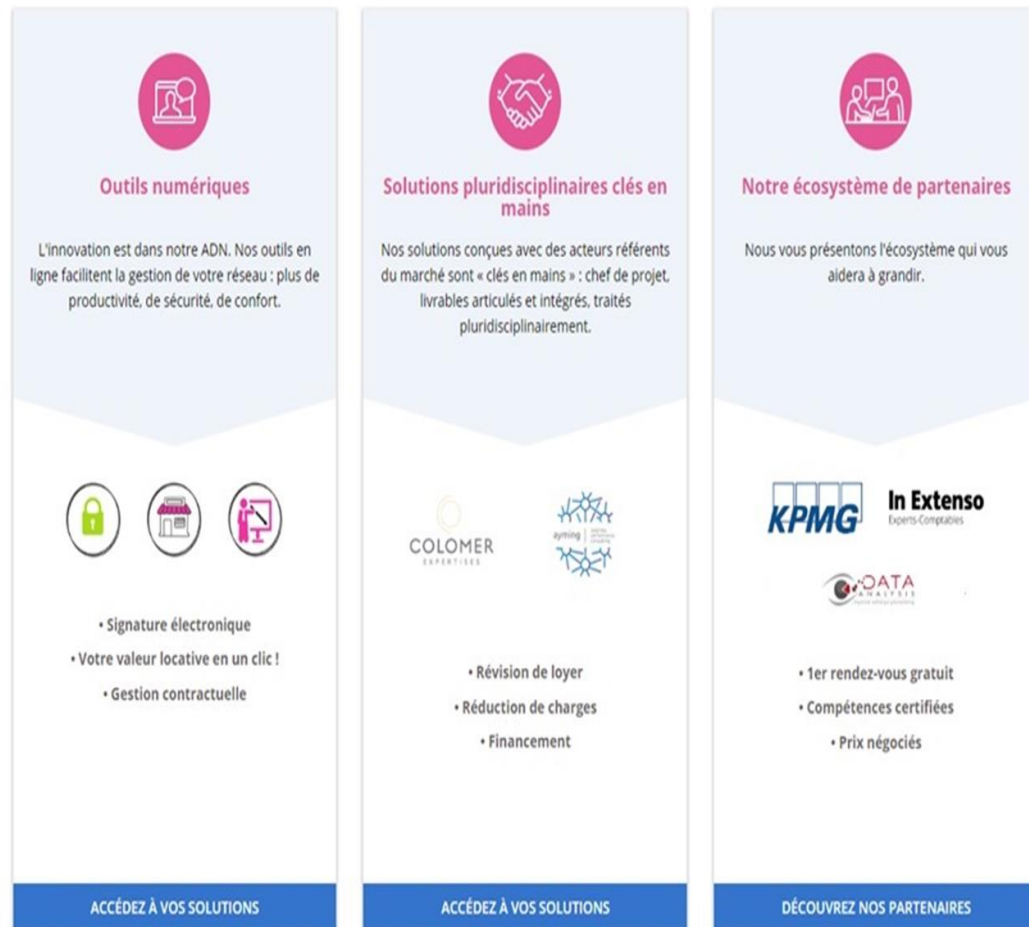 Outils numériques
L'innovation est dans notre ADN. Nos outils en
ligne facilitent la gestion de votre réseau : plus de
productivité, de sécurité, de confort.
• Signature électronique
• Votre valeur locative en un clic !
• Gestion contractuelle
ACCÉDEZ À VOS SOLUTIONS
Solutions pluridisciplinaires clés en
mains
Nos solutions conçues avec des acteurs référents
du marché sont « clés en mains » : chef de projet,
livrables articulés et intégrés, traités
pluridisciplinairement.
COLOMER
EXPERTISES
ayming
• Révision de loyer
• Réduction de charges
• Financement
ACCÉDEZ À VOS SOLUTIONS
Notre écosystème de partenaires
Nous vous présentons l'écosystème qui vous
aidera à grandir.
KPMG
In Extenso
Experts-Comptables
DATA
ANALYSIS
• 1er rendez-vous gratuit
• Compétences certifiées
• Prix négociés
DÉCOUVREZ NOS PARTENAIRES